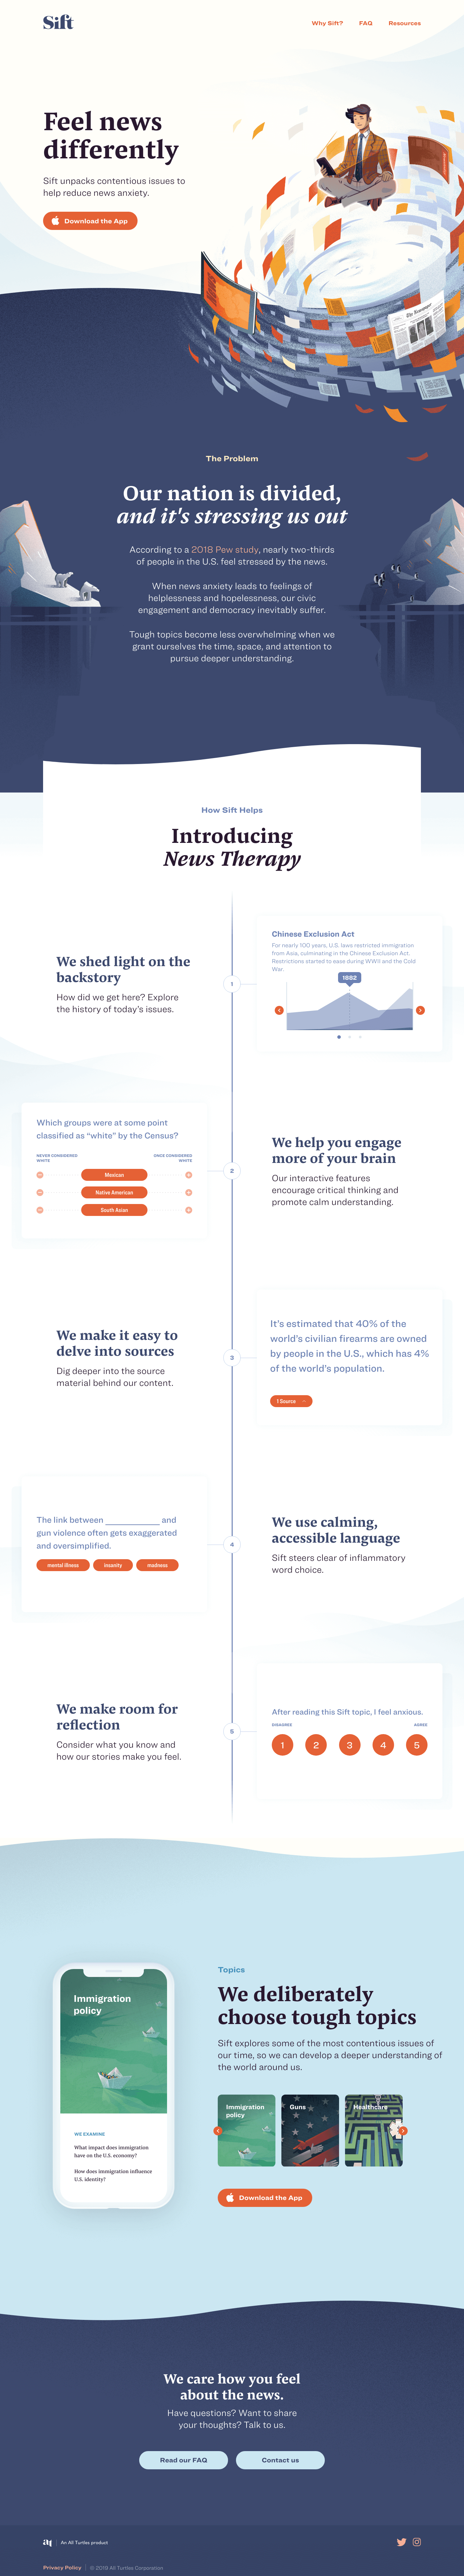 Sift
Why Sift?
FAQ
Resources
Feel news
differently
Sift unpacks contentious issues to
help reduce news anxiety.
Download the App
The Newspaper
The Problem
Our nation is divided,
and it's stressing us out
According to a 2018 Pew study, nearly two-thirds
of people in the U.S. feel stressed by the news.
When news anxiety leads to feelings of
helplessness and hopelessness, our civic
engagement and democracy inevitably suffer.
Tough topics become less overwhelming when we
grant ourselves the time, space, and attention to
pursue deeper understanding.
How Sift Helps
Introducing
News Therapy
We shed light on the
backstory
How did we get here? Explore
the history of today's issues.
1
Chinese Exclusion Act
For nearly 100 years, U.S. laws restricted immigration
from Asia, culminating in the Chinese Exclusion Act.
Restrictions started to ease during WWII and the Cold
War.
1882
Which groups were at some point
classified as “white” by the Census?
NEVER CONSIDERED
WHITE
ONCE CONSIDERED
WHITE
Mexican
Native American
South Asian
2
We help you engage
more of your brain
Our interactive features
encourage critical thinking and
promote calm understanding.
We make it easy to
delve into sources
Dig deeper into the source
material behind our content.
3
It's estimated that 40% of the
world's civilian firearms are owned
by people in the U.S., which has 4%
of the world's population.
1 Source
The link between ____________ and
gun violence often gets exaggerated
and oversimplified.
mental illness
insanity
madness
4
We use calming,
accessible language
Sift steers clear of inflammatory
word choice.
We make room for
reflection
Consider what you know and
how our stories make you feel.
5
After reading this Sift topic, I feel anxious.
DISAGREE
AGREE
1 2 3 4 5
Immigration
policy
WE EXAMINE
What impact does immigration
have on the U.S. economy?
How does immigration influence
U.S. identity?
Topics
We deliberately
choose tough topics
Sift explores some of the most contentious issues of
our time, so we can develop a deeper understanding of
the world around us.
Immigration
policy
Guns
Healthcare
Download the App
We care how you feel
about the news.
Have questions? Want to share
your thoughts? Talk to us.
Read our FAQ
Contact us
An All Turtles product
Privacy Policy | © 2019 All Turtles Corporation